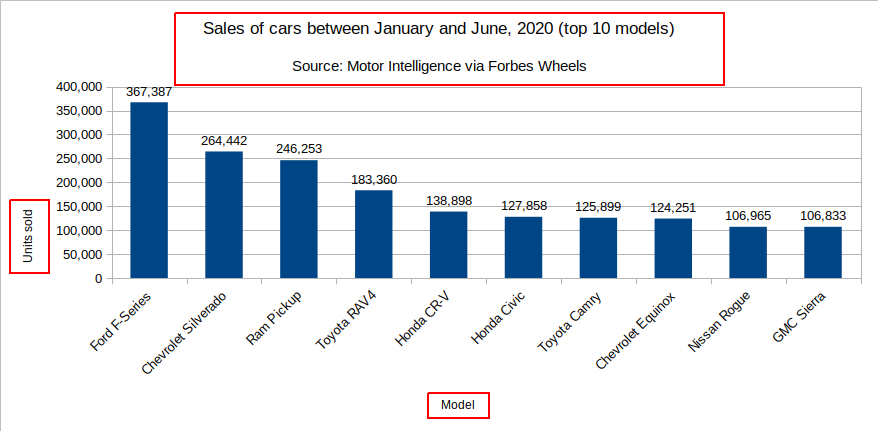 Sales of cars between January and June, 2020 (top 10 models)
Source: Motor Intelligence via Forbes Wheels
400,000
350,000
300,000
250,000
200,000
150,000
100,000
50,000
0
Units sold
367,387
264,442
246,253
183,360
138,898
127,858
125,899
124,251
106,965
106,833
Ford F-Series
Chevrolet Silverado
Ram Pickup
Toyota RAV4
Honda CR-V
Honda Civic
Toyota Camry
Chevrolet Equinox
Nissan Rogue
GMC Sierra
Model